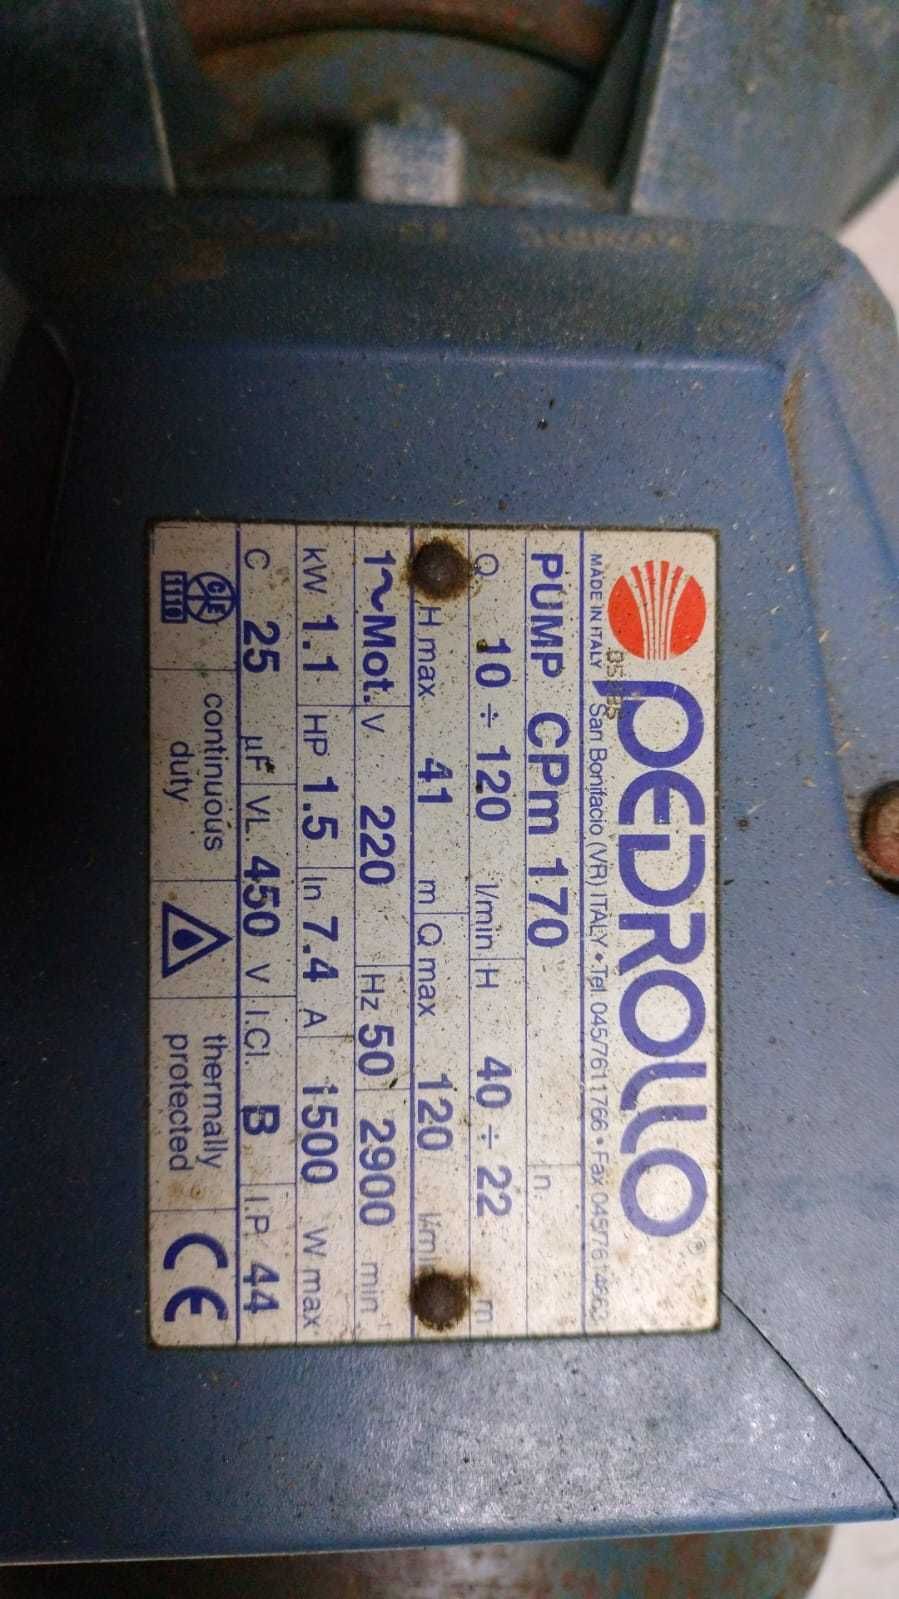 PEDROLLO®
MADE IN ITALY San Bonifacio (VR) ITALY • Tel. 045/7611766 • Fax 045/7614663
PUMP CPm 170 n.
Q 10 ÷ 120 l/min H 40 ÷ 22 m
H max 41 m Q max 120 l/min
1~Mot. V 220 Hz 50 2900 min⁻¹
kW 1.1 HP 1.5 In 7.4 A 1500 W max
C 25 µF VL. 450 V I.Cl. B I.P. 44
continuous
duty
thermally
protected
CE